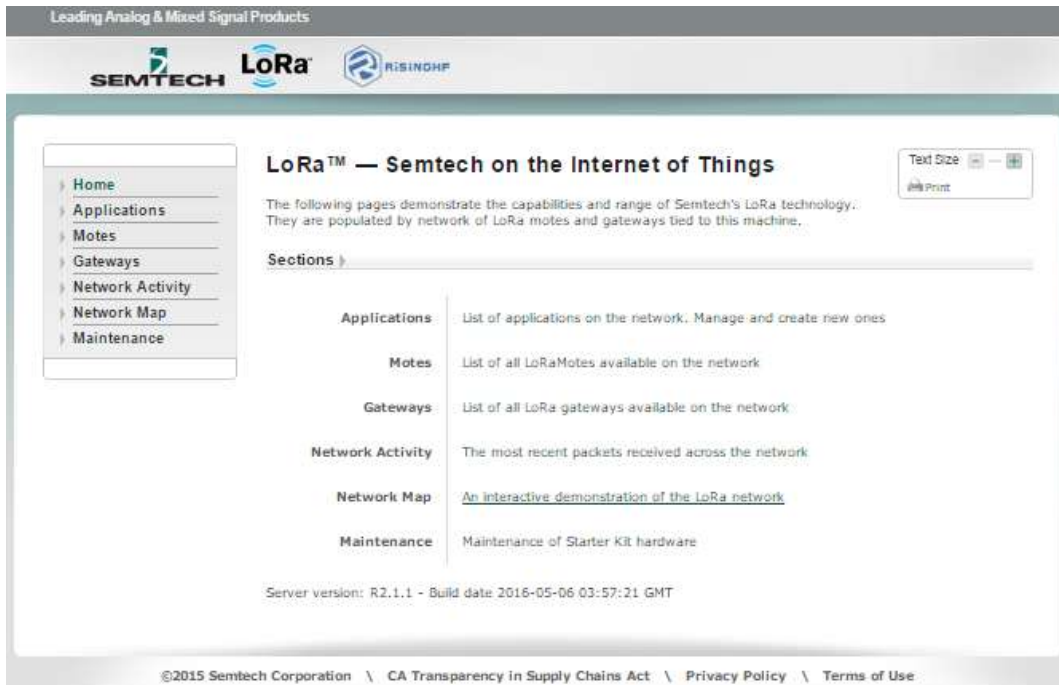 Leading Analog & Mixed Signal Products
SEMTECH LoRa RiSiNGHF
Home
Applications
Motes
Gateways
Network Activity
Network Map
Maintenance
LoRa™ — Semtech on the Internet of Things
Text Size - — +
Print
The following pages demonstrate the capabilities and range of Semtech's LoRa technology.
They are populated by network of LoRa motes and gateways tied to this machine.
Sections
Applications List of applications on the network. Manage and create new ones
Motes List of all LoRaMotes available on the network
Gateways List of all LoRa gateways available on the network
Network Activity The most recent packets received across the network
Network Map An interactive demonstration of the LoRa network
Maintenance Maintenance of Starter Kit hardware
Server version: R2.1.1 - Build date 2016-05-06 03:57:21 GMT
©2015 Semtech Corporation \ CA Transparency in Supply Chains Act \ Privacy Policy \ Terms of Use